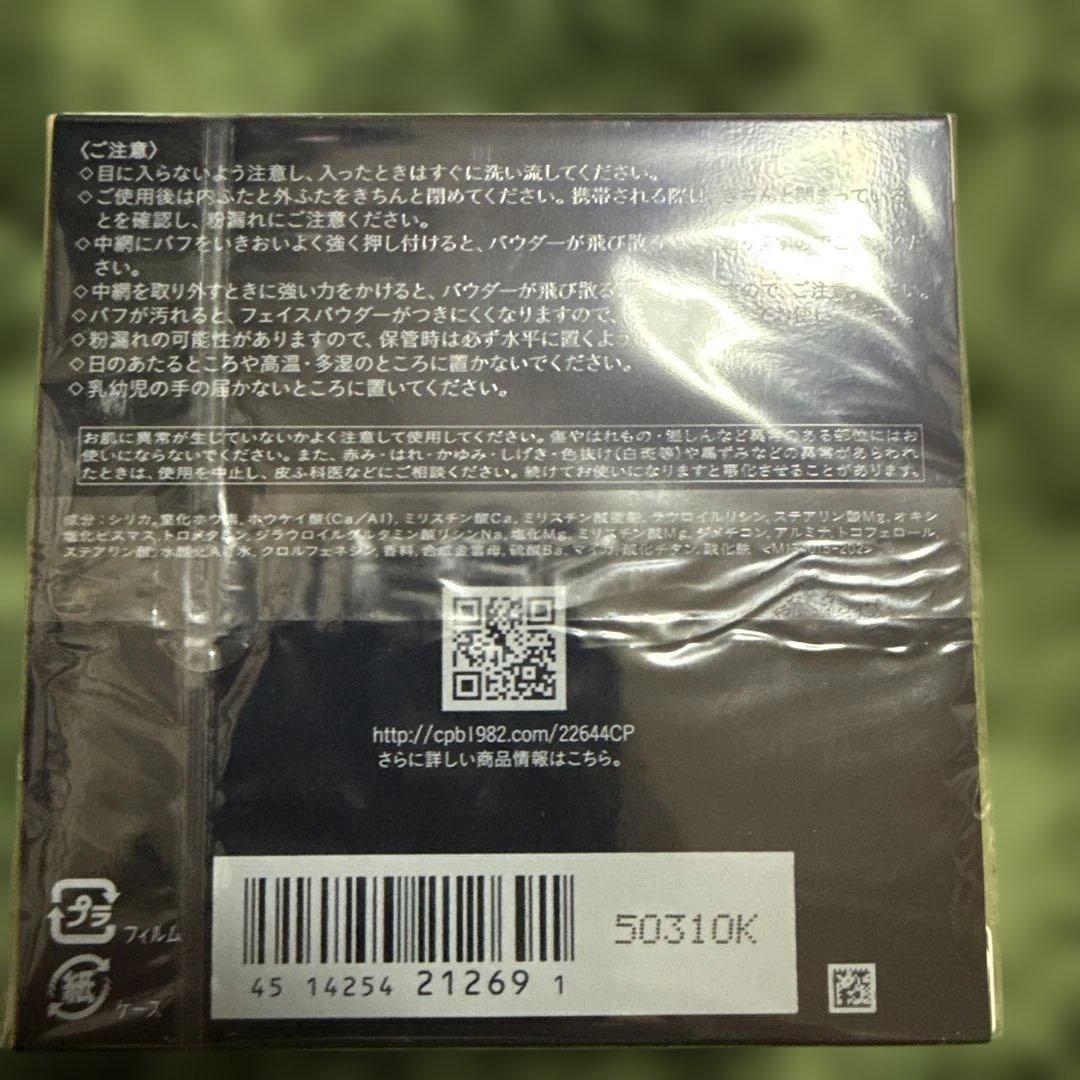 〈ご注意〉
◇目に入らないよう注意し、入ったときはすぐに洗い流してください。
◇ご使用後は内ふたと外ふたをきちんと閉めてください。携帯される際は、きちんと閉まっているこ
とを確認し、粉漏れにご注意ください。
◇中網にパフをいきおいよく強く押し付けると、パウダーが飛び散る ご注意くだ
さい。
◇中網を取り外すときに強い力をかけると、パウダーが飛び散る ので、ご注意ください。
◇パフが汚れると、フェイスパウダーがつきにくくなりますので、
◇粉漏れの可能性がありますので、保管時は必ず水平に置くよう
◇日のあたるところや高温・多湿のところに置かないでください。
◇乳幼児の手の届かないところに置いてください。
お肌に異常が生じていないかよく注意して使用してください。傷やはれもの・湿しんなど異常のある部位にはお
使いにならないでください。また、赤み・はれ・かゆみ・しげき・色抜け(白斑等)や黒ずみなどの異常があらわれ
たときは、使用を中止し、皮ふ科医などにご相談ください。続けてお使いになりますと悪化させることがあります。
成分：シリカ, 窒化ホウ素, ホウケイ酸(Ca/Al), ミリスチン酸Ca, ミリスチン酸亜鉛, ラウロイルリシン, ステアリン酸Mg, オキシ
塩化ビスマス, トロメタミン, ジラウロイルグルタミン酸リシンNa, 塩化Mg, ミリスチン酸Mg, ジメチコン, アルミナ, トコフェロール,
ステアリン酸, 水酸化Al, 水, クロルフェネシン, 香料, 合成金雲母, 硫酸Ba, マイカ, 酸化チタン, 酸化鉄
http://cpb1982.com/22644CP
さらに詳しい商品情報はこちら。
プラ フィルム
紙 ケース
50310K
45 14254 21269 1